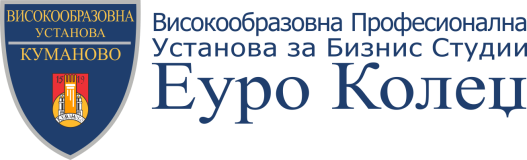 ВИСОКООБРАЗОВНА
УСТАНОВА
КУМАНОВО
Високообразовна Професионална
Установа за Бизнис Студии
Еуро Колеџ